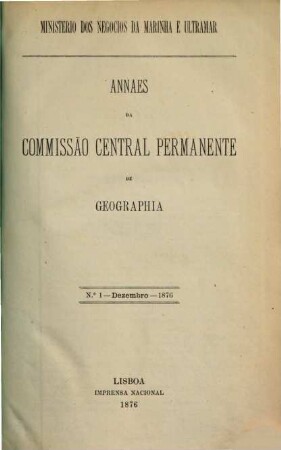 MINISTERIO DOS NEGOCIOS DA MARINHA E ULTRAMAR
ANNAES
DA
COMMISSÃO CENTRAL PERMANENTE
DE
GEOGRAPHIA
N.º 1 — Dezembro — 1876
LISBOA
IMPRENSA NACIONAL
1876